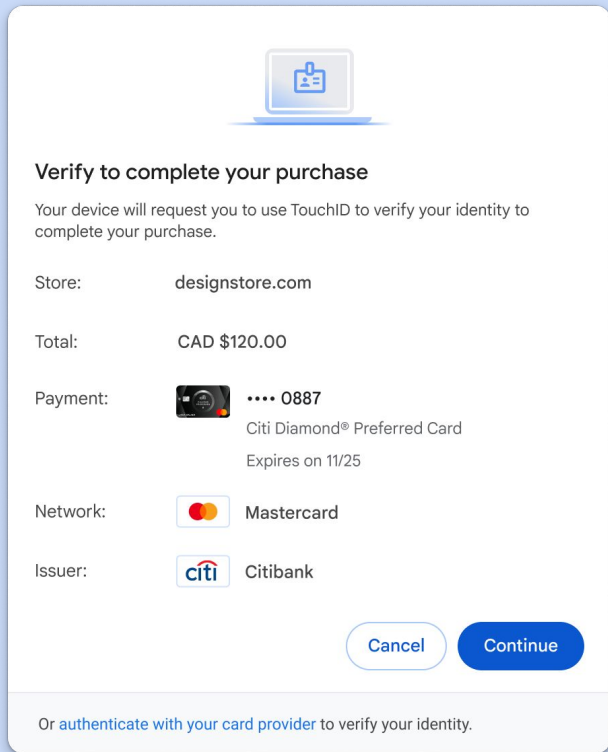 Verify to complete your purchase
Your device will request you to use TouchID to verify your identity to
complete your purchase.
Store: designstore.com
Total: CAD $120.00
Payment: •••• 0887
Citi Diamond® Preferred Card
Expires on 11/25
Network: Mastercard
Issuer: citi Citibank
Cancel Continue
Or authenticate with your card provider to verify your identity.